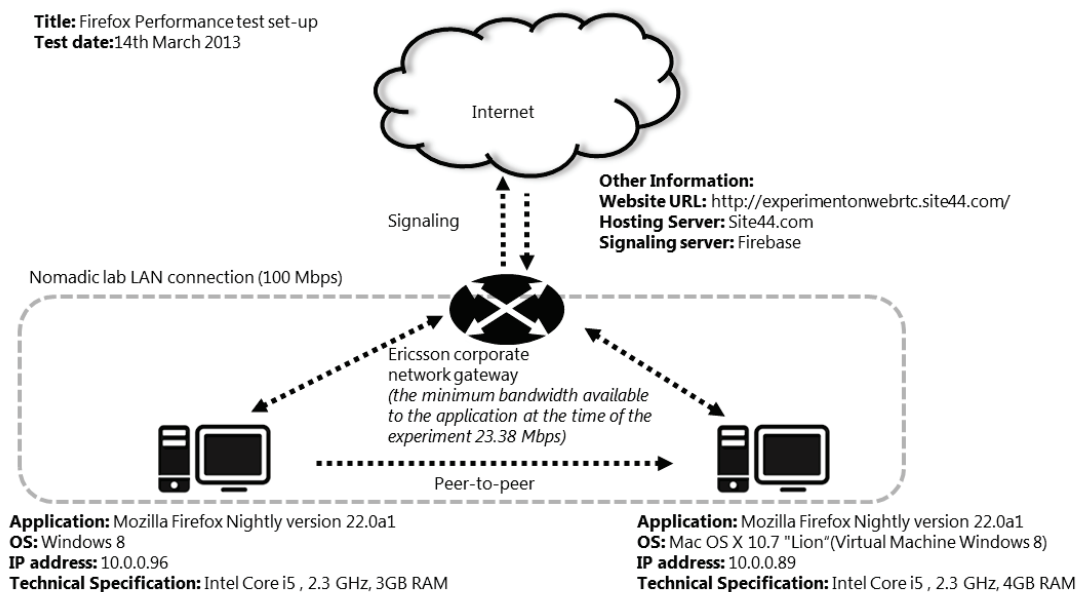 Title: Firefox Performance test set-up
Test date:14th March 2013
Internet
Other Information:
Website URL: http://experimentonwebrtc.site44.com/
Hosting Server: Site44.com
Signaling server: Firebase
Signaling
Nomadic lab LAN connection (100 Mbps)
Ericsson corporate
network gateway
(the minimum bandwidth available
to the application at the time of the
experiment 23.38 Mbps)
Peer-to-peer
Application: Mozilla Firefox Nightly version 22.0a1
OS: Windows 8
IP address: 10.0.0.96
Technical Specification: Intel Core i5 , 2.3 GHz, 3GB RAM
Application: Mozilla Firefox Nightly version 22.0a1
OS: Mac OS X 10.7 "Lion“(Virtual Machine Windows 8)
IP address: 10.0.0.89
Technical Specification: Intel Core i5 , 2.3 GHz, 4GB RAM